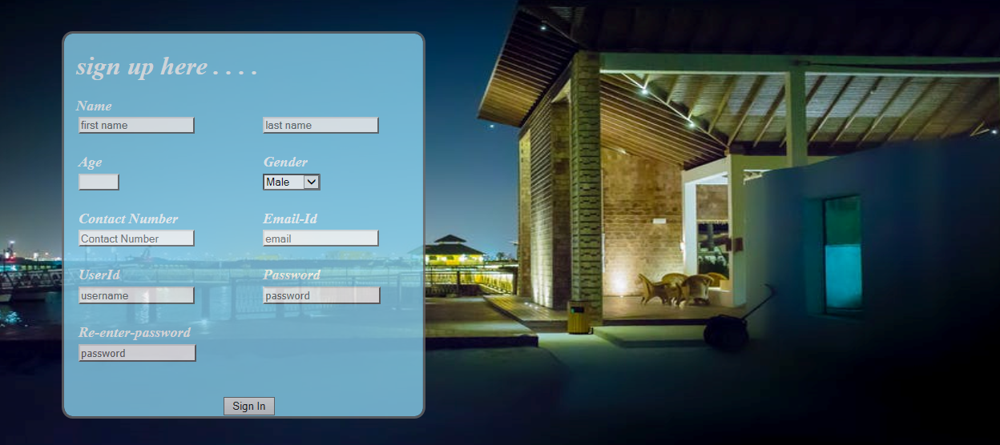 sign up here . . . .
Name
first name last name
Age Gender
Male
Contact Number Email-Id
Contact Number email
UserId Password
username password
Re-enter-password
password
Sign In